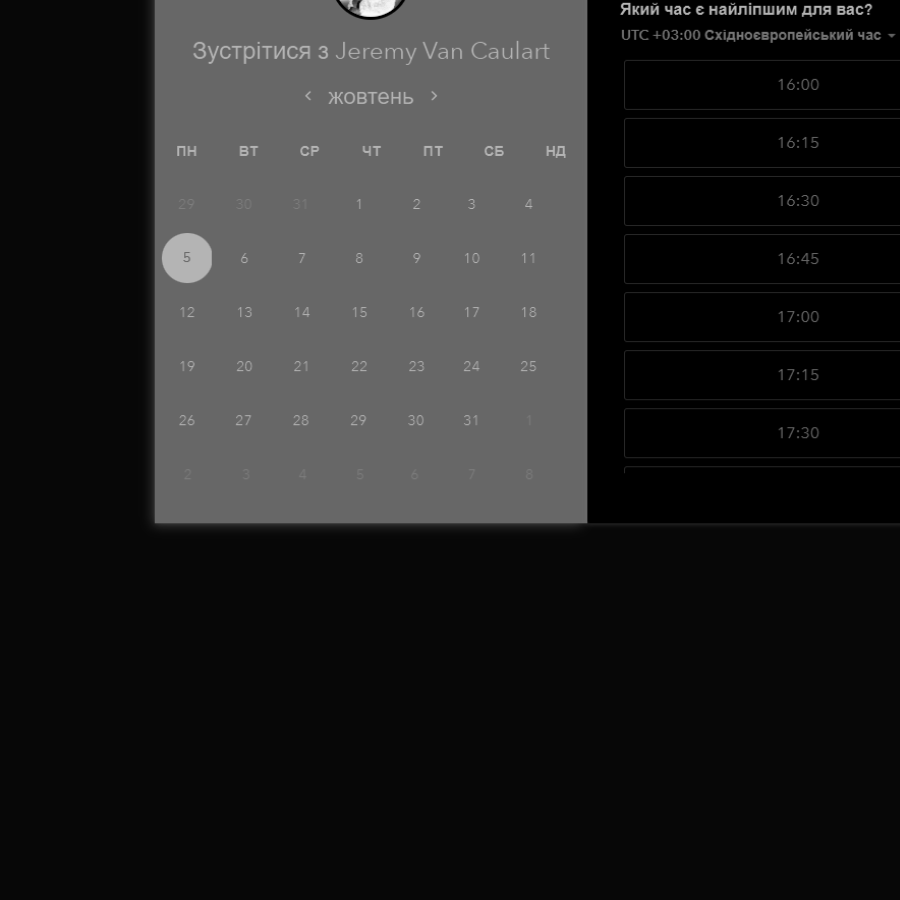 Зустрітися з Jeremy Van Caulart
жовтень
ПН ВТ СР ЧТ ПТ СБ НД
29 30 31 1 2 3 4
5 6 7 8 9 10 11
12 13 14 15 16 17 18
19 20 21 22 23 24 25
26 27 28 29 30 31 1
2 3 4 5 6 7 8
Який час є найліпшим для вас?
UTC +03:00 Східноєвропейський час
16:00
16:15
16:30
16:45
17:00
17:15
17:30